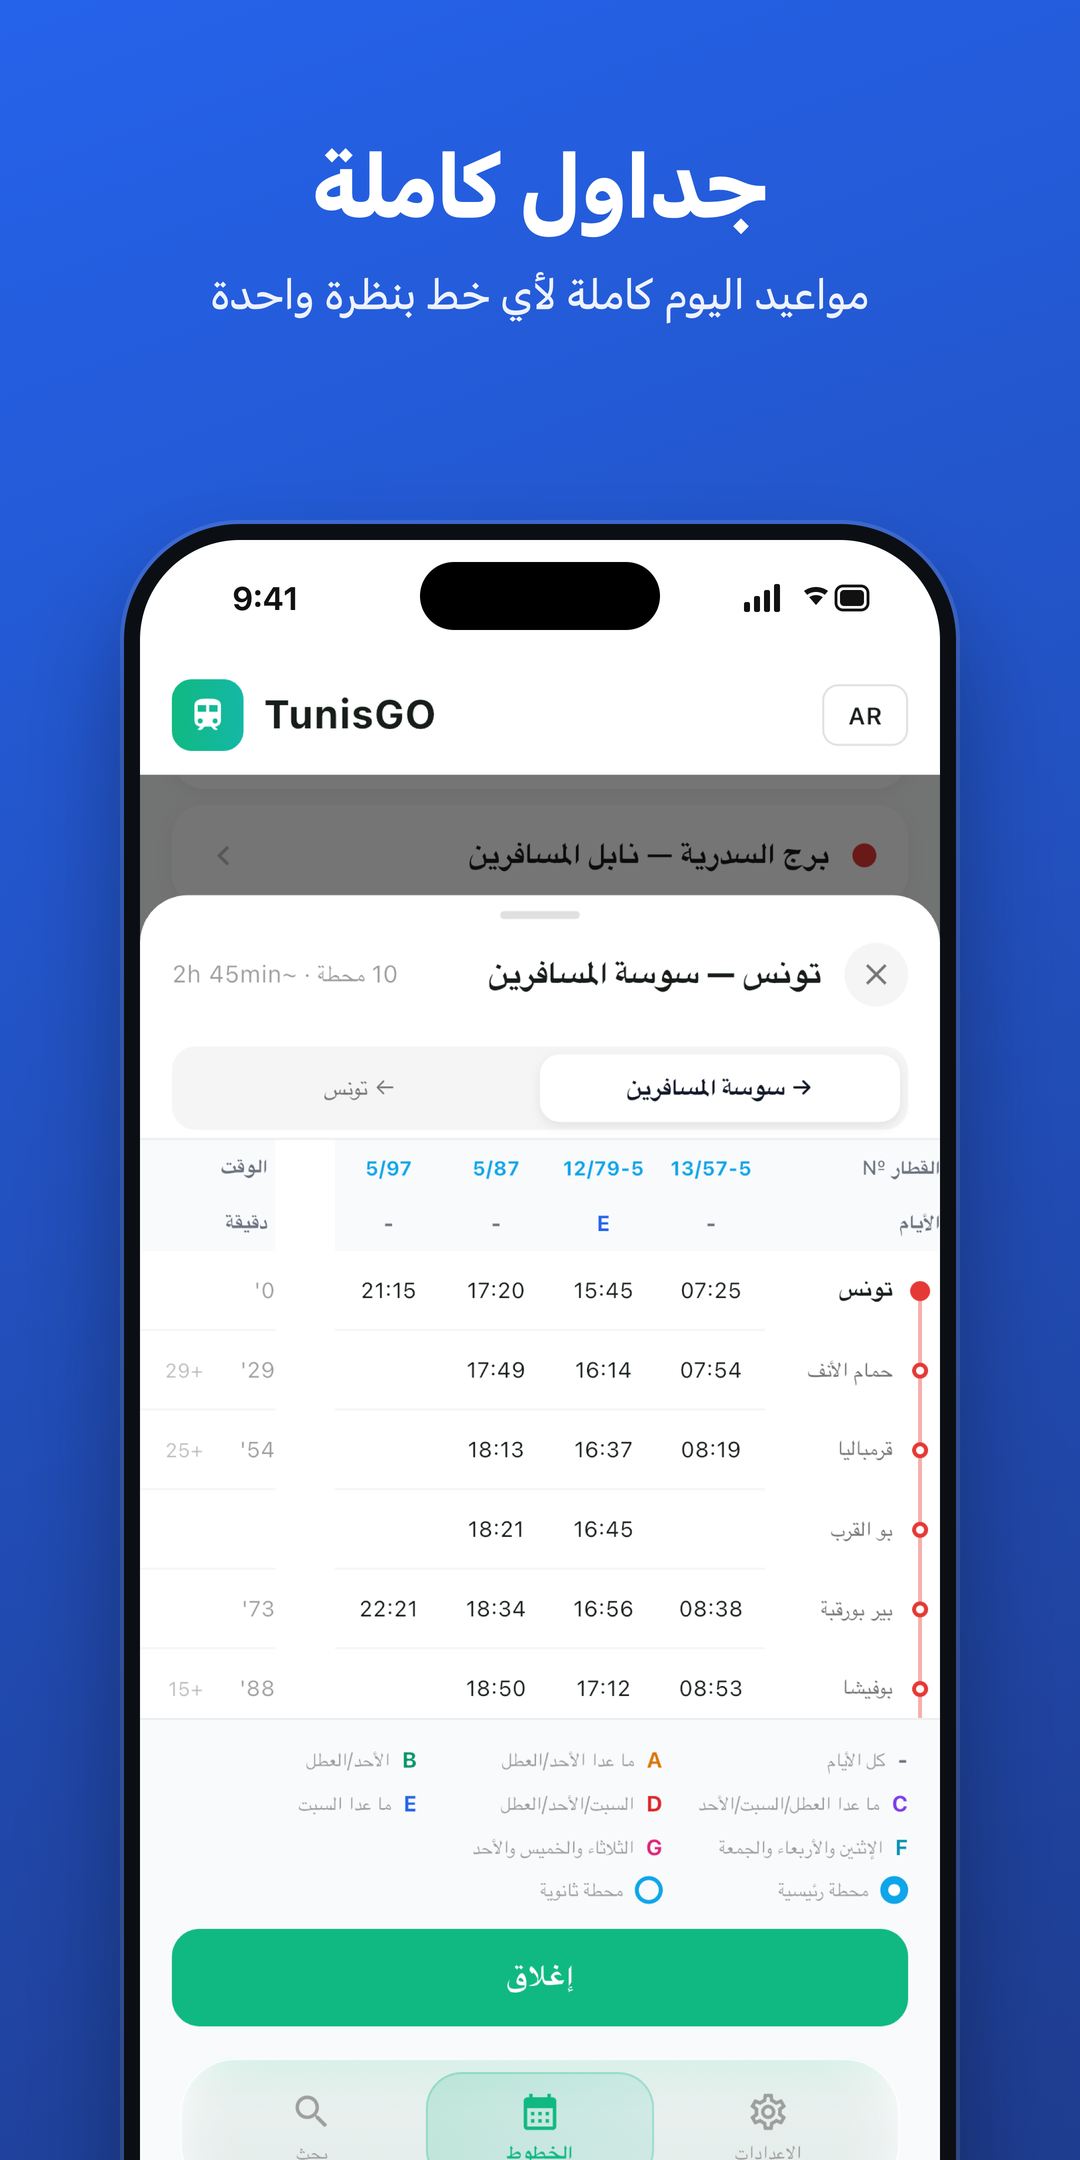 جداول كاملة
مواعيد اليوم كاملة لأي خط بنظرة واحدة
9:41
TunisGO
AR
برج السدرية — نابل المسافرين
تونس — سوسة المسافرين
10 محطة · ~2h 45min
→ سوسة المسافرين
← تونس
القطار Nº 13/57-5 12/79-5 5/87 5/97 الوقت
الأيام - E - - دقيقة
تونس 07:25 15:45 17:20 21:15 0'
حمام الأنف 07:54 16:14 17:49 29' +29
قرمباليا 08:19 16:37 18:13 54' +25
بو القرب 16:45 18:21
بير بورقبة 08:38 16:56 18:34 22:21 73'
بوفيشا 08:53 17:12 18:50 88' +15
- كل الأيام A ما عدا الأحد/العطل B الأحد/العطل
C ما عدا العطل/السبت/الأحد D السبت/الأحد/العطل E ما عدا السبت
F الإثنين والأربعاء والجمعة G الثلاثاء والخميس والأحد
محطة رئيسية محطة ثانوية
إغلاق
الاعدادات الخطوط بحث